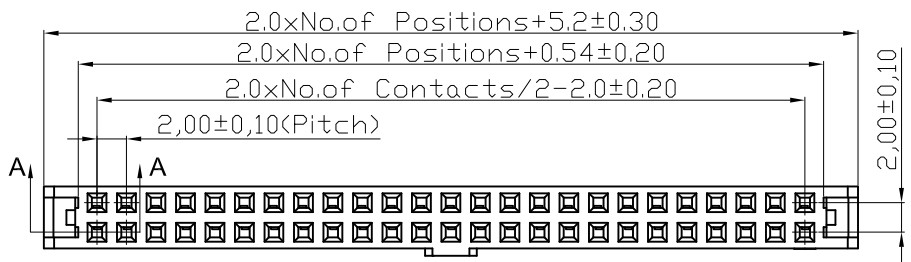 2.0xNo.of Positions+5.2±0.30
2.0xNo.of Positions+0.54±0.20
2.0xNo.of Contacts/2-2.0±0.20
2,00±0,10(Pitch)
2,00±0,10
A A